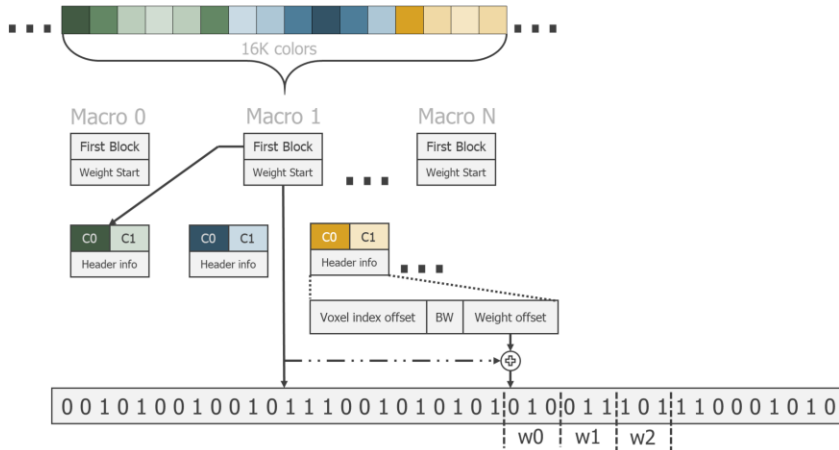 16K colors
Macro 0 Macro 1 Macro N
First Block First Block First Block
Weight Start Weight Start Weight Start
C0 C1 C0 C1 C0 C1
Header info Header info Header info
Voxel index offset BW Weight offset
0 0 1 0 1 0 0 1 0 0 1 0 1 1 1 0 0 1 0 1 0 1 0 1 0 1 0 0 1 1 1 0 1 1 1 0 0 0 1 0 1 0
w0 w1 w2